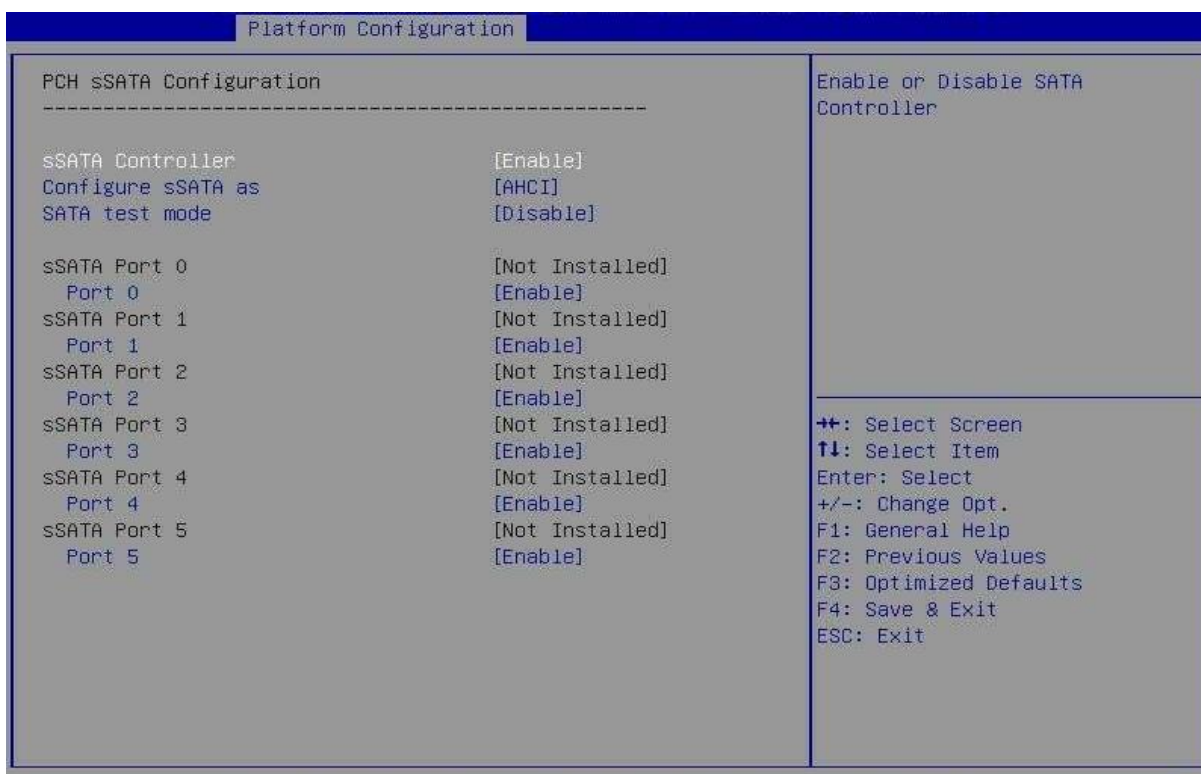 Platform Configuration
PCH sSATA Configuration
--------------------------------------------------
sSATA Controller [Enable]
Configure sSATA as [AHCI]
SATA test mode [Disable]
sSATA Port 0 [Not Installed]
Port 0 [Enable]
sSATA Port 1 [Not Installed]
Port 1 [Enable]
sSATA Port 2 [Not Installed]
Port 2 [Enable]
sSATA Port 3 [Not Installed]
Port 3 [Enable]
sSATA Port 4 [Not Installed]
Port 4 [Enable]
sSATA Port 5 [Not Installed]
Port 5 [Enable]
Enable or Disable SATA
Controller
→←: Select Screen
↑↓: Select Item
Enter: Select
+/-: Change Opt.
F1: General Help
F2: Previous Values
F3: Optimized Defaults
F4: Save & Exit
ESC: Exit